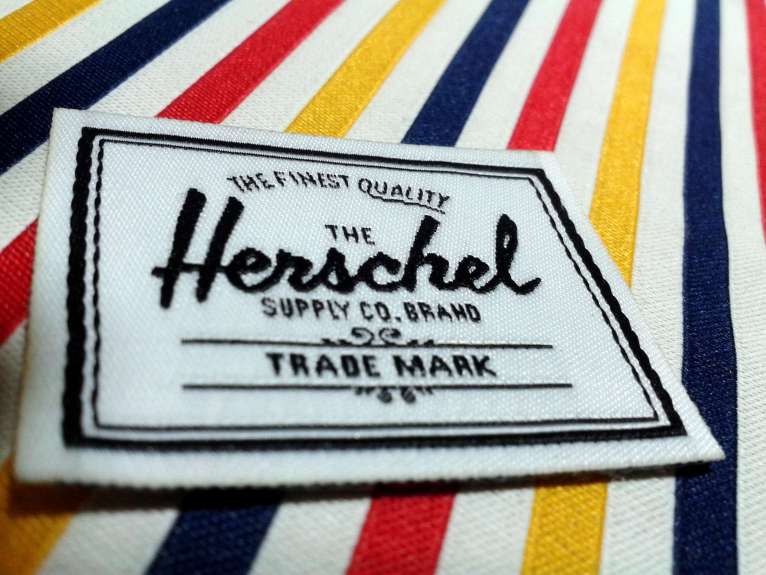 THE FINEST QUALITY
THE
Herschel
SUPPLY CO. BRAND
TRADE MARK